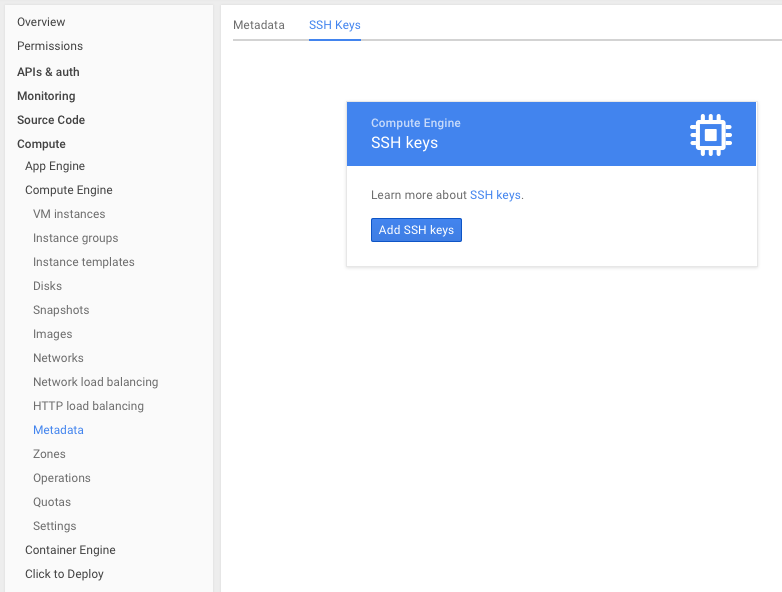 Overview
Permissions
APIs & auth
Monitoring
Source Code
Compute
App Engine
Compute Engine
VM instances
Instance groups
Instance templates
Disks
Snapshots
Images
Networks
Network load balancing
HTTP load balancing
Metadata
Zones
Operations
Quotas
Settings
Container Engine
Click to Deploy
Metadata SSH Keys
Compute Engine
SSH keys
Learn more about SSH keys.
Add SSH keys